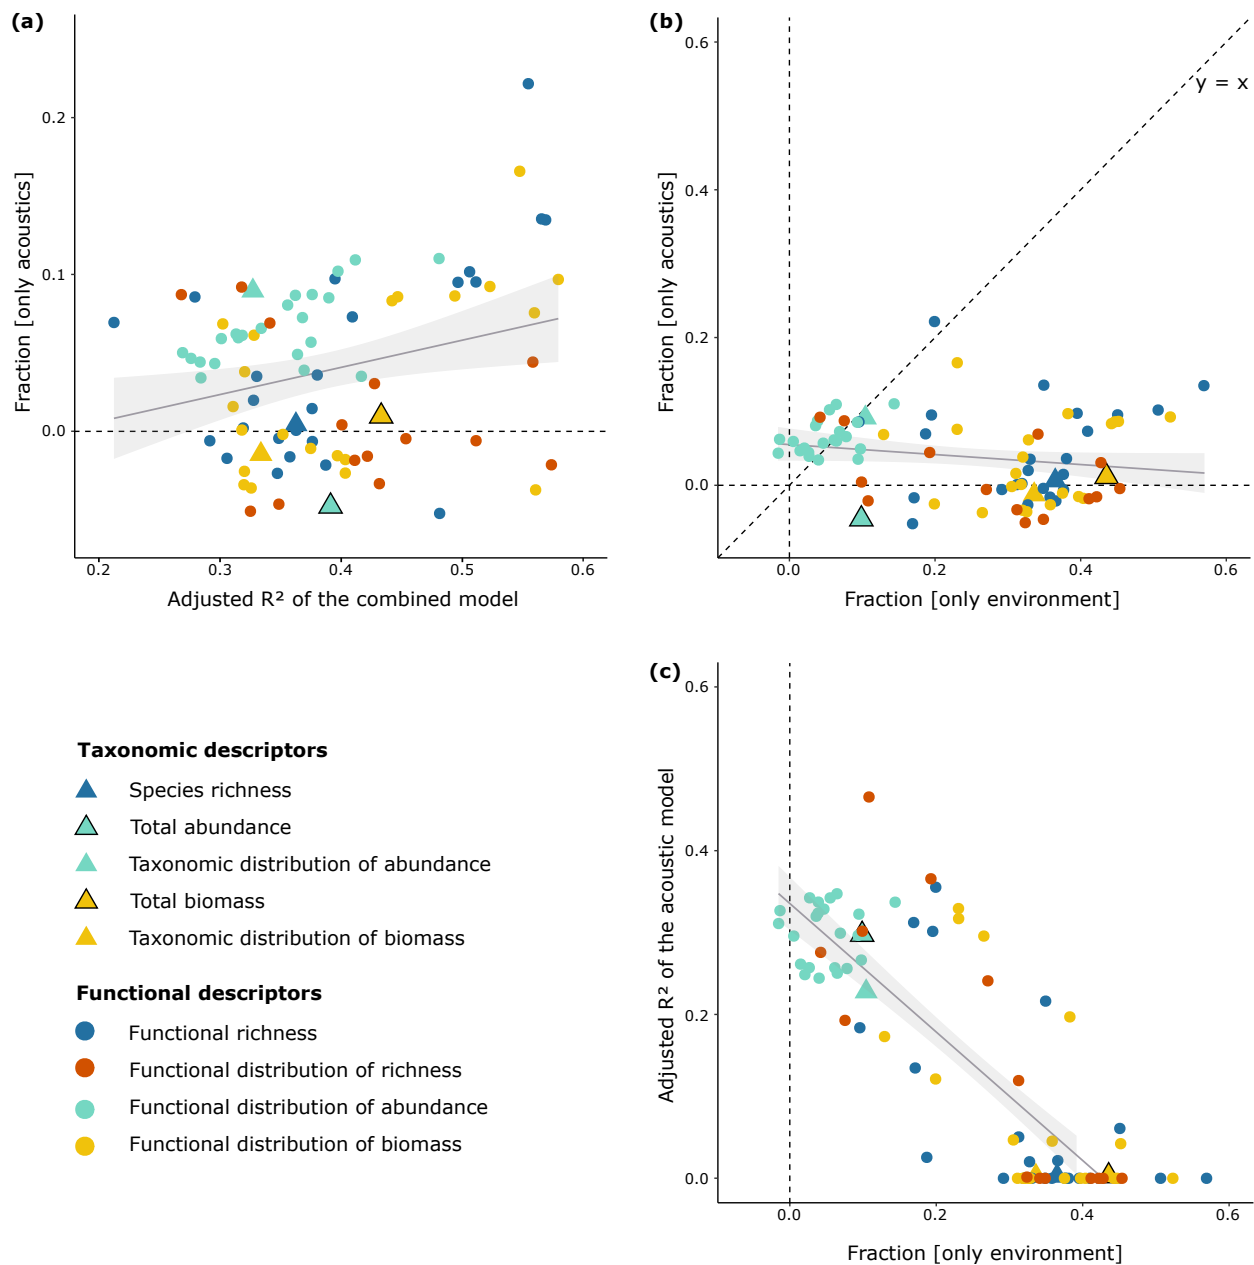 (a)
0.2
0.1
0.0
Fraction [only acoustics]
0.2
0.3
0.4
0.5
0.6
Adjusted R² of the combined model
(b)
0.6
0.4
0.2
0.0
Fraction [only acoustics]
y = x
0.0
0.2
0.4
0.6
Fraction [only environment]
(c)
0.6
0.4
0.2
0.0
Adjusted R² of the acoustic model
0.0
0.2
0.4
0.6
Fraction [only environment]
Taxonomic descriptors
Species richness
Total abundance
Taxonomic distribution of abundance
Total biomass
Taxonomic distribution of biomass
Functional descriptors
Functional richness
Functional distribution of richness
Functional distribution of abundance
Functional distribution of biomass